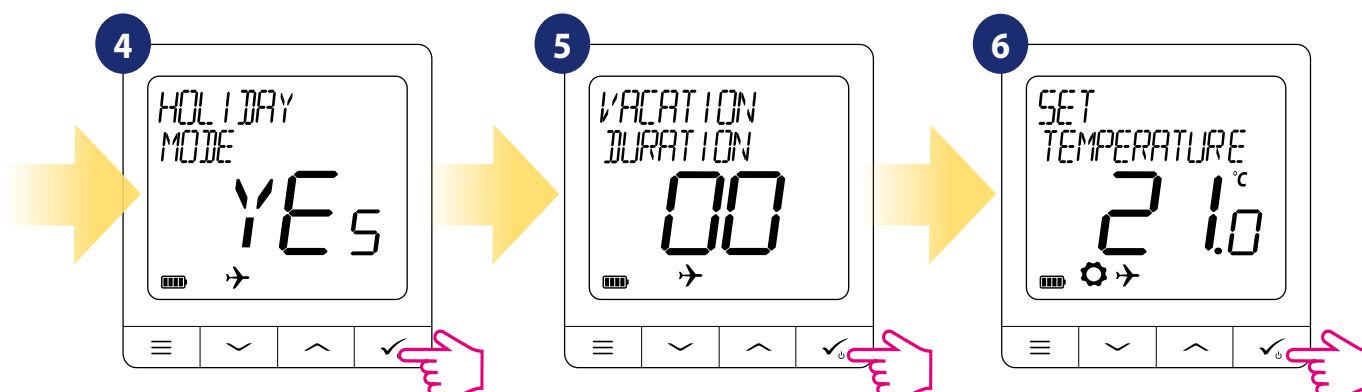 4
HOLIDAY
MODE
YES
5
VACATION
DURATION
00
6
SET
TEMPERATURE
21.0 °C